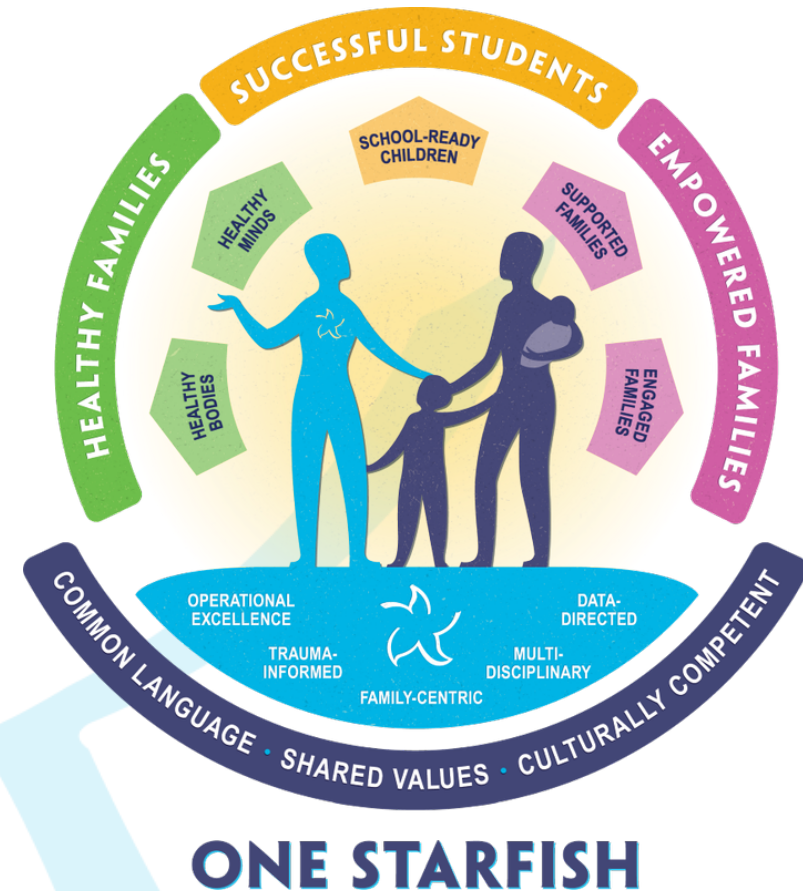 SUCCESSFUL STUDENTS
HEALTHY FAMILIES
EMPOWERED FAMILIES
SCHOOL-READY
CHILDREN
HEALTHY
MINDS
SUPPORTED
FAMILIES
HEALTHY
BODIES
ENGAGED
FAMILIES
OPERATIONAL
EXCELLENCE
DATA-
DIRECTED
TRAUMA-
INFORMED
MULTI-
DISCIPLINARY
FAMILY-CENTRIC
COMMON LANGUAGE · SHARED VALUES · CULTURALLY COMPETENT
ONE STARFISH